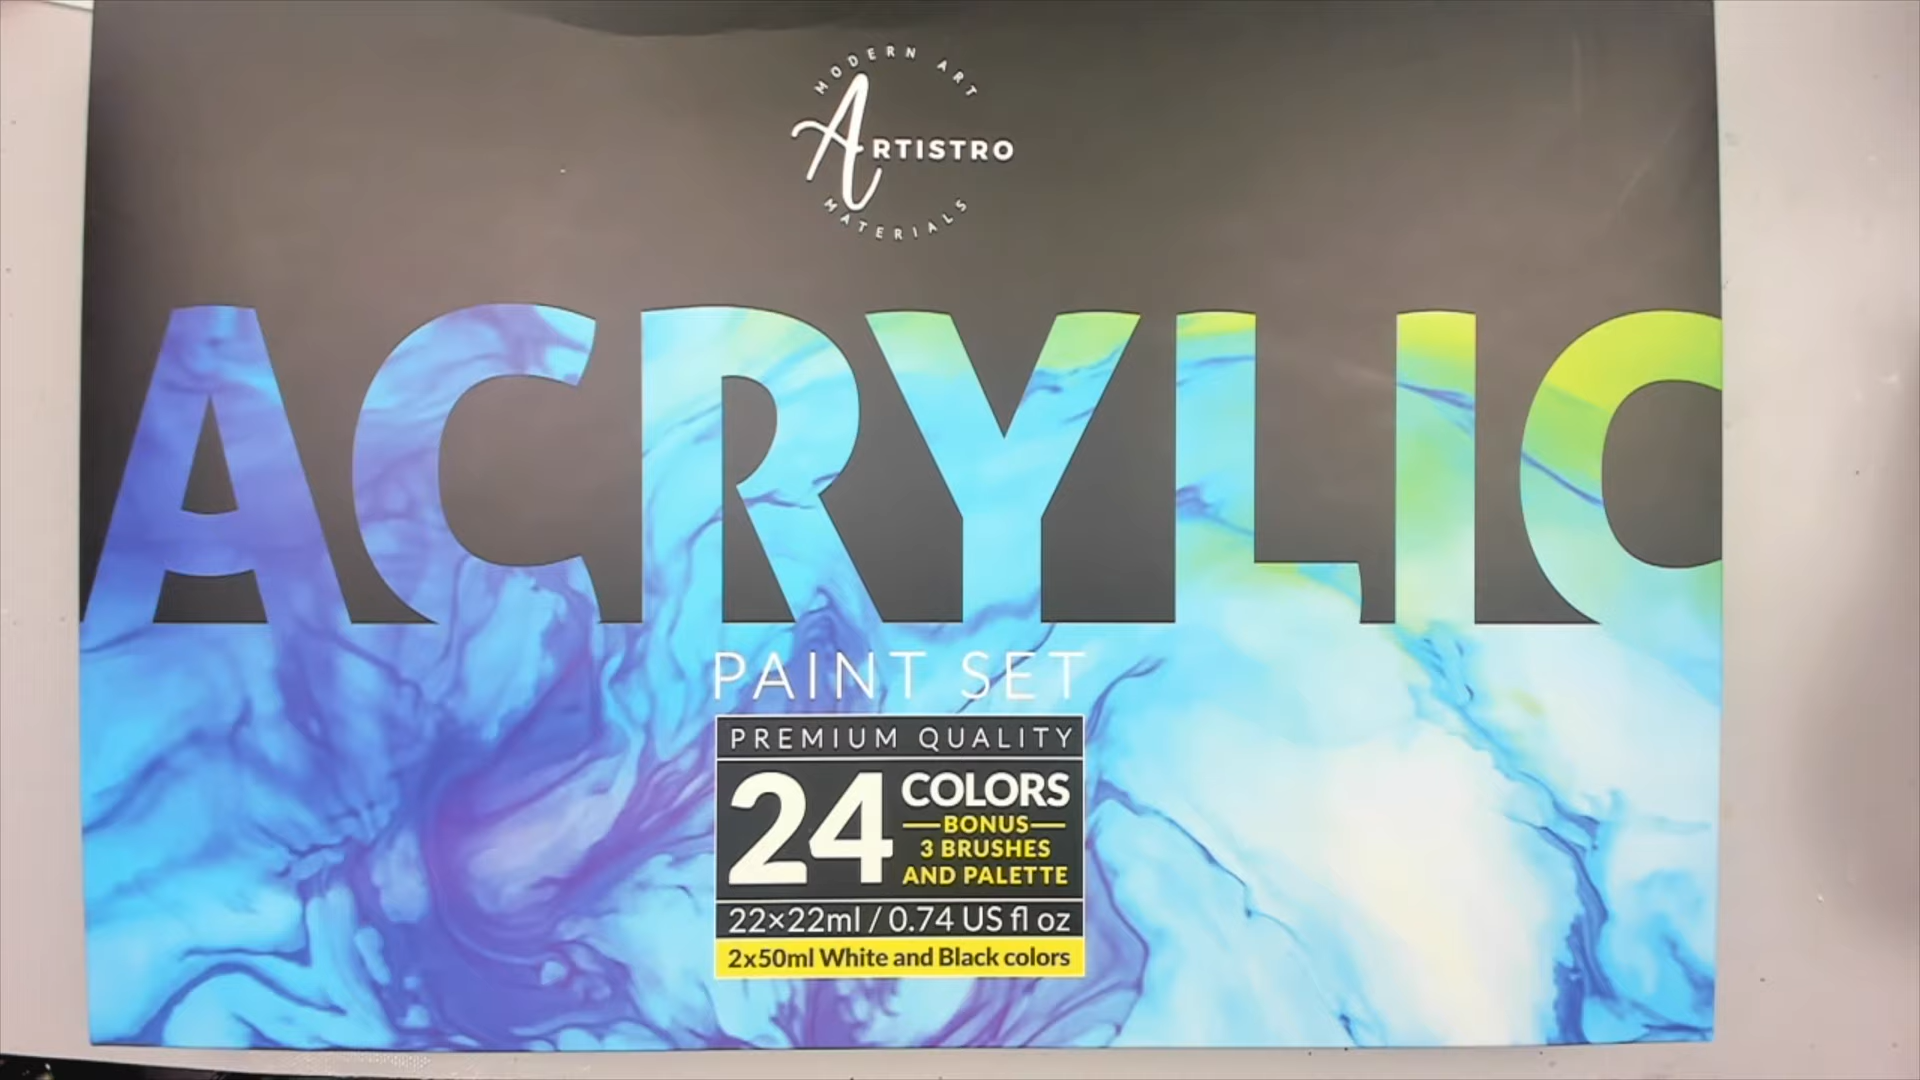 MODERN ART
ARTISTRO
MATERIALS
ACRYLIC
PAINT SET
PREMIUM QUALITY
24 COLORS
BONUS
3 BRUSHES
AND PALETTE
22×22ml / 0.74 US fl oz
2x50ml White and Black colors